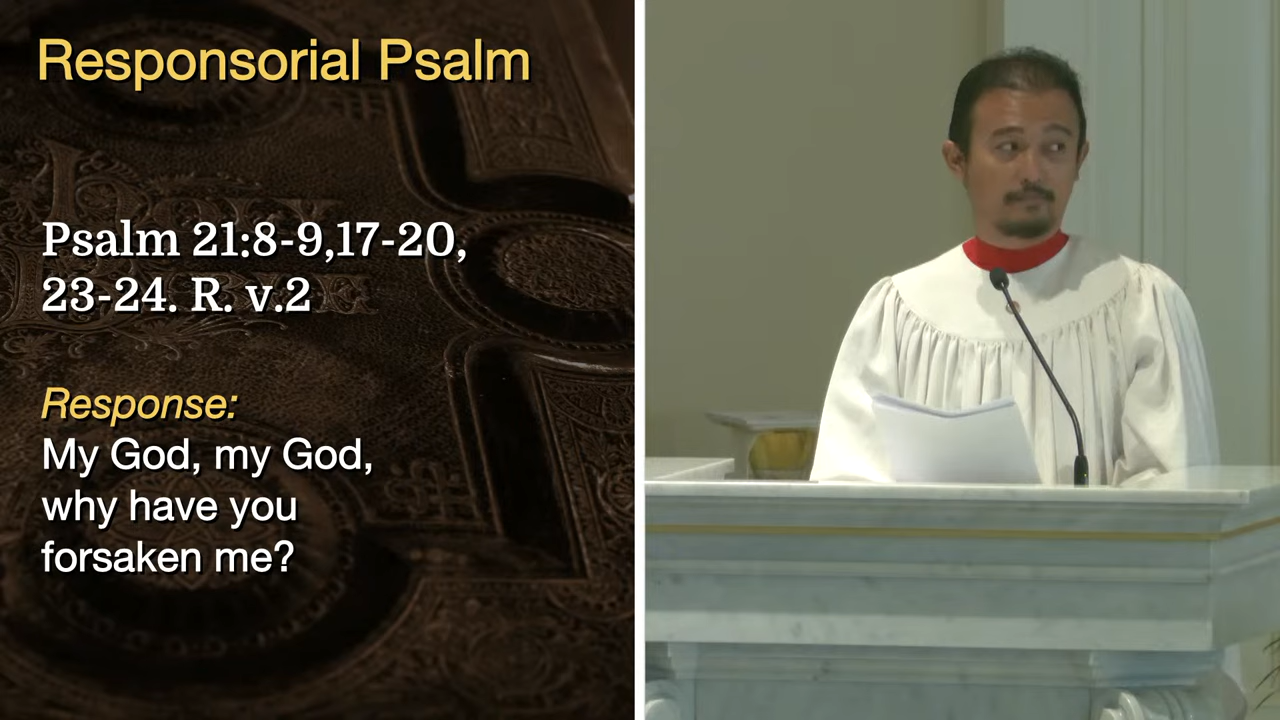 Responsorial Psalm
Psalm 21:8-9,17-20,
23-24. R. v.2
Response:
My God, my God,
why have you
forsaken me?